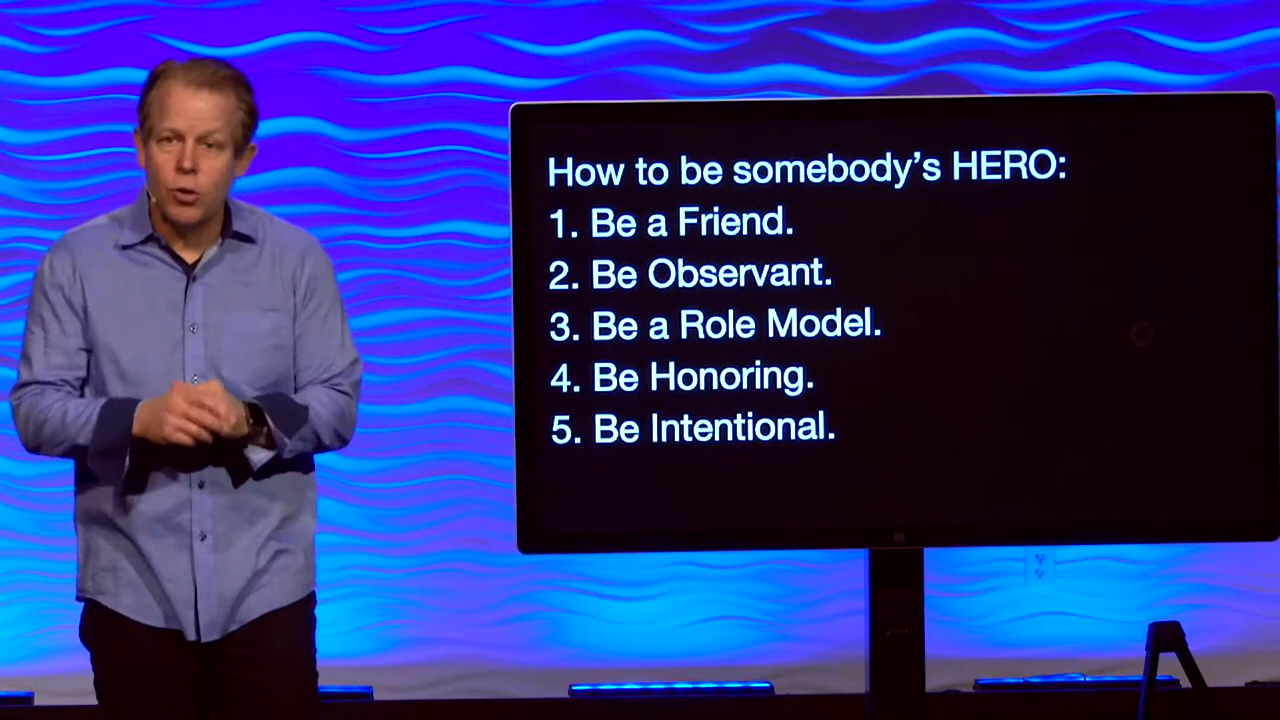 How to be somebody's HERO:
1. Be a Friend.
2. Be Observant.
3. Be a Role Model.
4. Be Honoring.
5. Be Intentional.